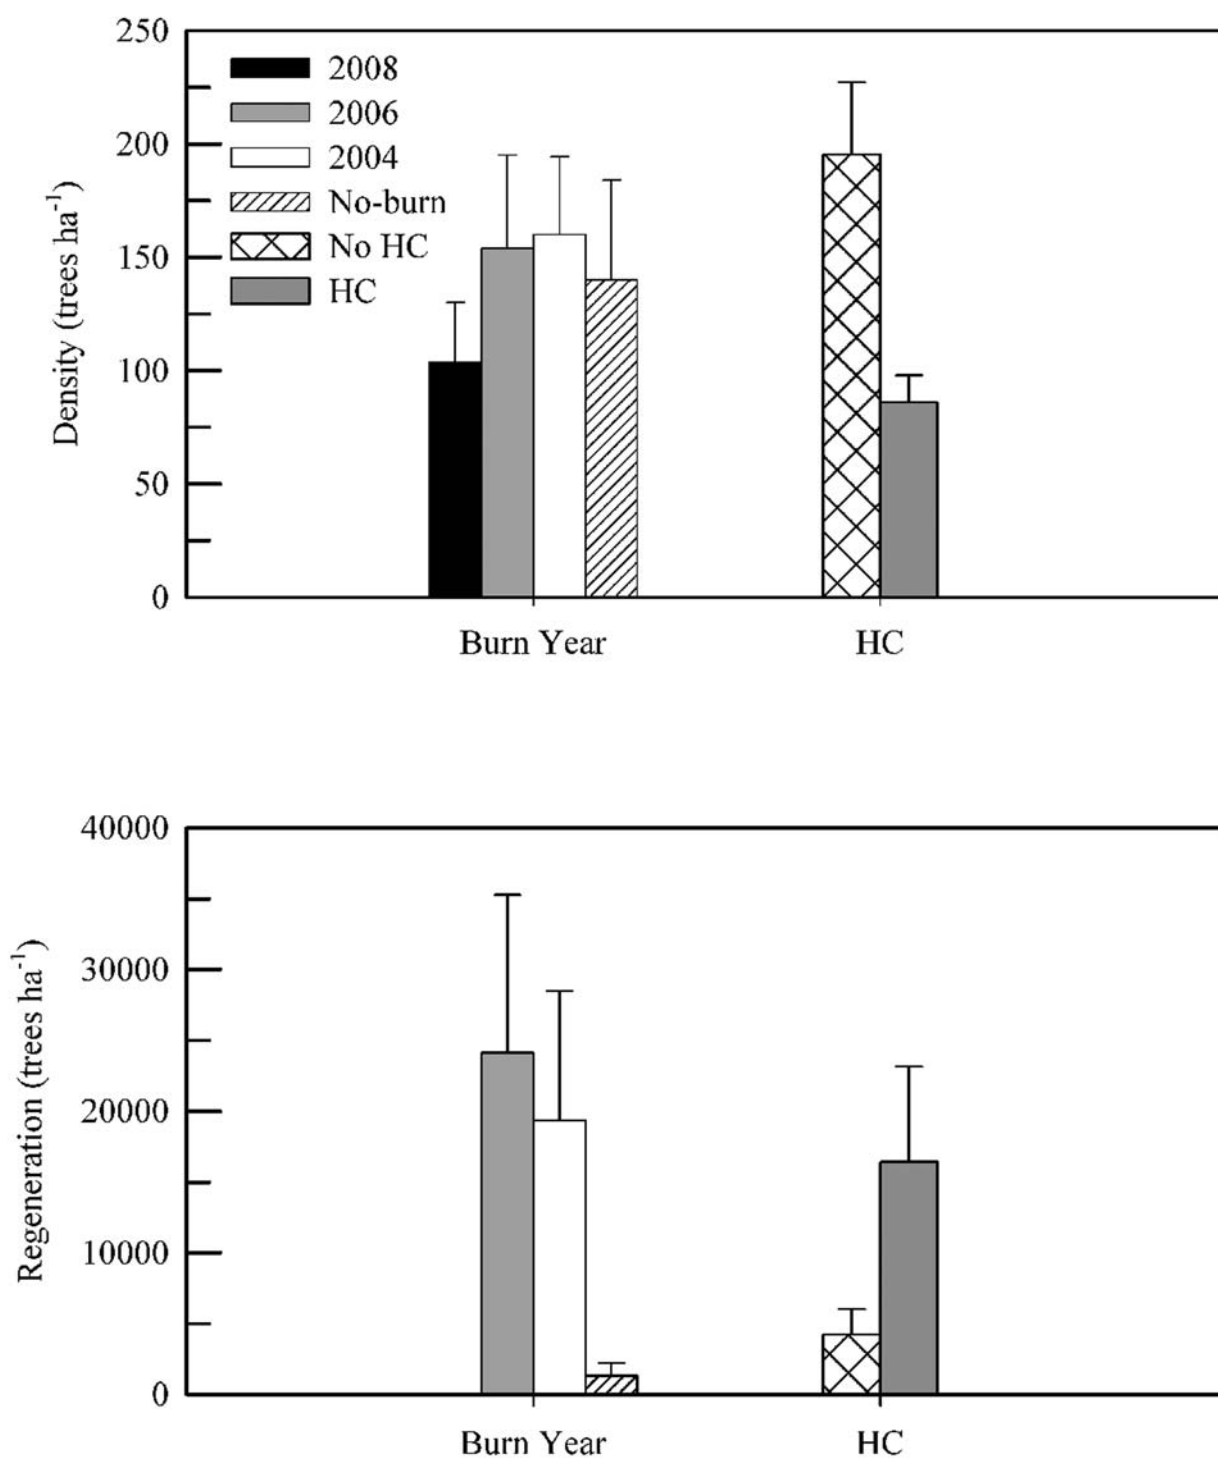 250
200
150
100
50
0
Density (trees ha-1)
2008
2006
2004
No-burn
No HC
HC
Burn Year
HC
40000
30000
20000
10000
0
Regeneration (trees ha-1)
Burn Year
HC